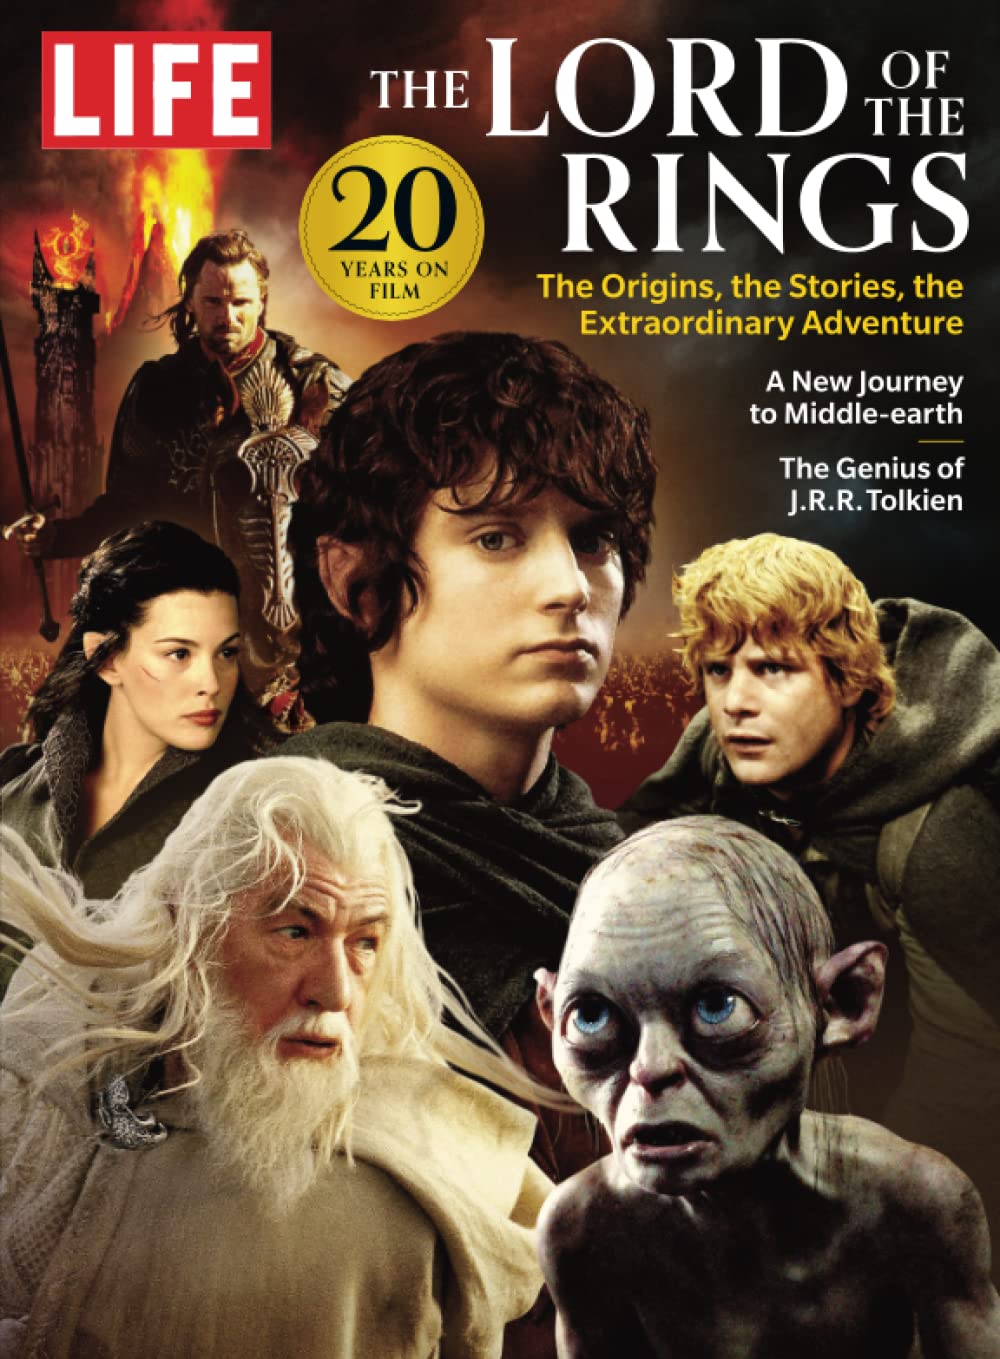 LIFE
THE LORD OF THE
RINGS
20
YEARS ON
FILM
The Origins, the Stories, the
Extraordinary Adventure
A New Journey
to Middle-earth
The Genius of
J.R.R. Tolkien